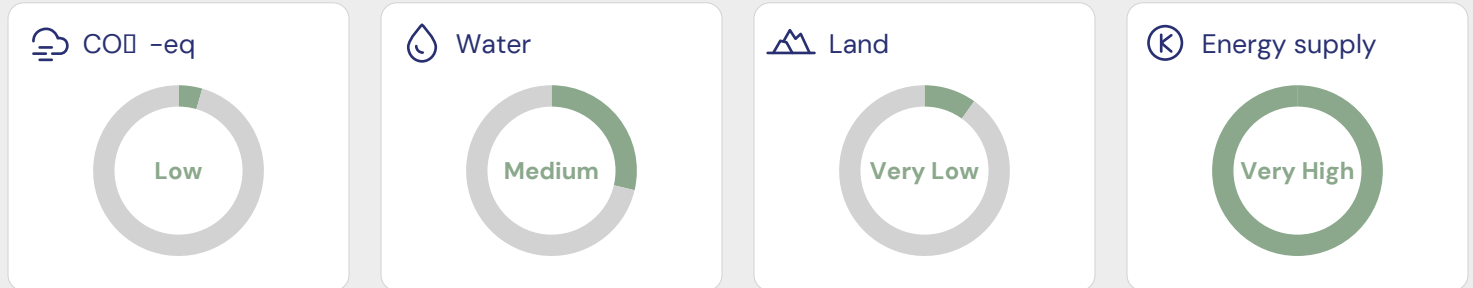 CO▯ -eq
Low
Water
Medium
Land
Very Low
Energy supply
Very High